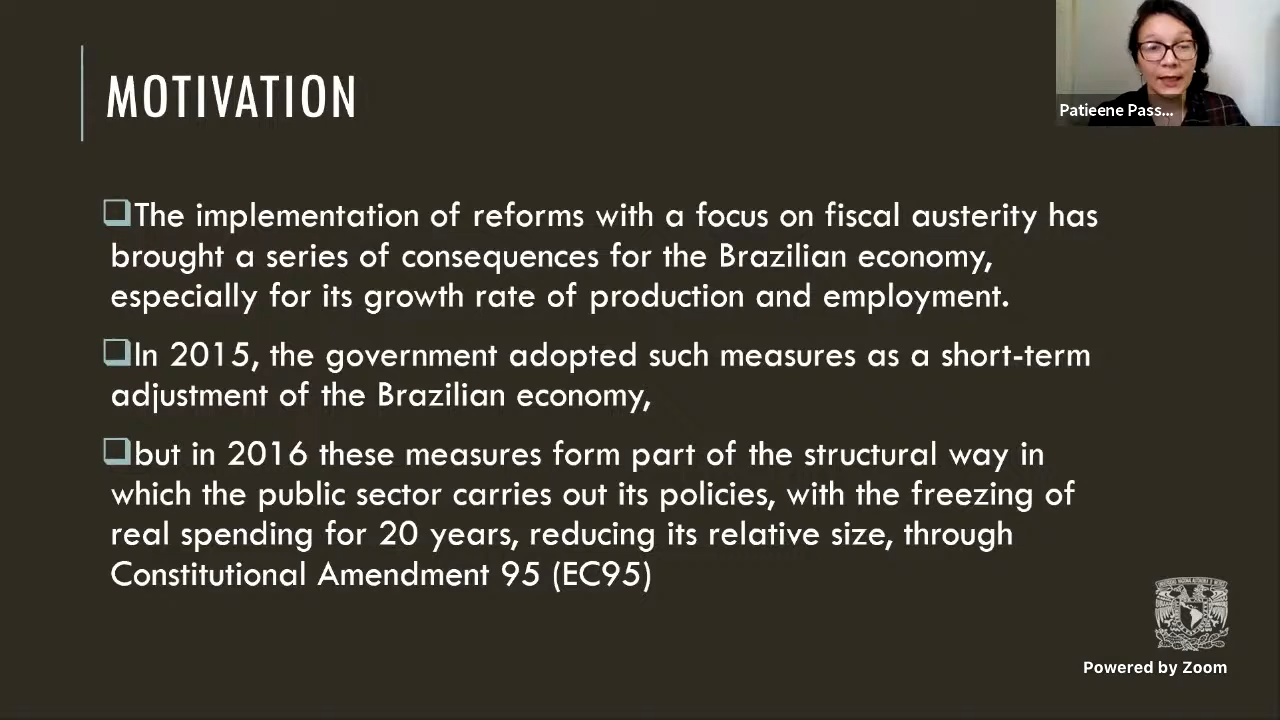 MOTIVATION
Patieene Pass...
The implementation of reforms with a focus on fiscal austerity has
brought a series of consequences for the Brazilian economy,
especially for its growth rate of production and employment.
In 2015, the government adopted such measures as a short-term
adjustment of the Brazilian economy,
but in 2016 these measures form part of the structural way in
which the public sector carries out its policies, with the freezing of
real spending for 20 years, reducing its relative size, through
Constitutional Amendment 95 (EC95)
Powered by Zoom